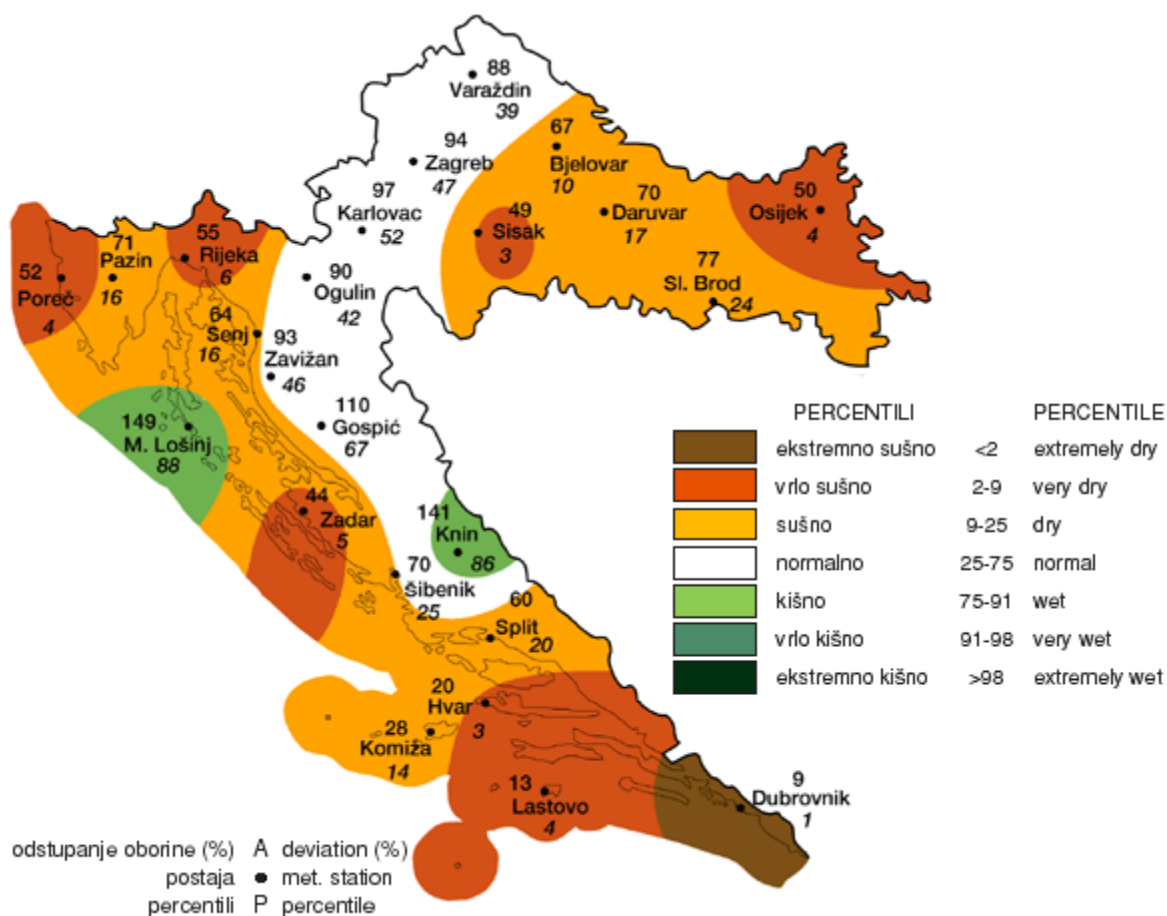 88
Varaždin
39
94
Zagreb
47
67
Bjelovar
10
97
Karlovac
52
49
Sisak
3
70
Daruvar
17
50
Osijek
4
77
Sl. Brod
24
52
Poreč
4
71
Pazin
16
55
Rijeka
6
90
Ogulin
42
64
Senj
16
93
Zavižan
46
149
M. Lošinj
88
110
Gospić
67
44
Zadar
5
141
Knin
86
70
Šibenik
25
60
Split
20
20
Hvar
3
28
Komiža
14
13
Lastovo
4
9
Dubrovnik
1
PERCENTILI PERCENTILE
ekstremno sušno <2 extremely dry
vrlo sušno 2-9 very dry
sušno 9-25 dry
normalno 25-75 normal
kišno 75-91 wet
vrlo kišno 91-98 very wet
ekstremno kišno >98 extremely wet
odstupanje oborine (%) A deviation (%)
postaja met. station
percentili P percentile